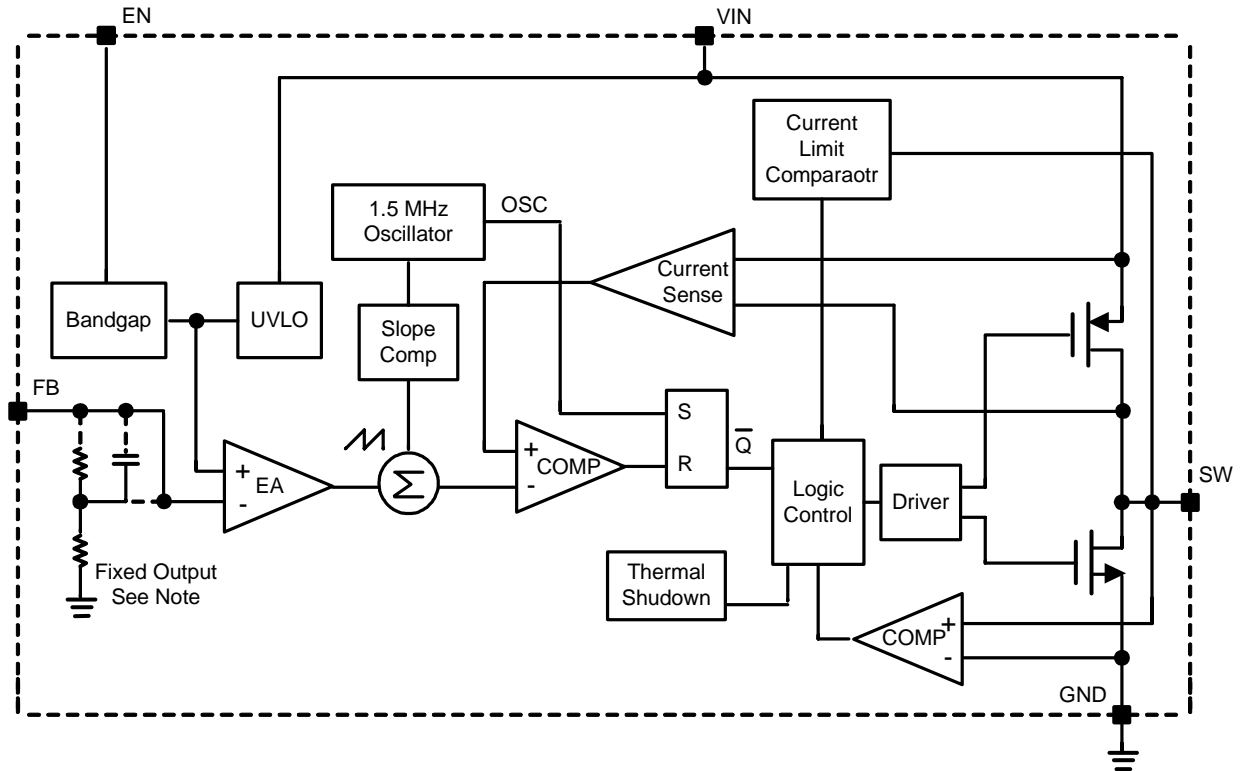 EN
VIN
Current
Limit
Comparaotr
1.5 MHz
Oscillator
OSC
Current
Sense
Bandgap
UVLO
Slope
Comp
FB
S
R
Q̅
+
-
EA
Σ
+
-
COMP
Logic
Control
Driver
SW
Fixed Output
See Note
Thermal
Shudown
COMP
+
-
GND